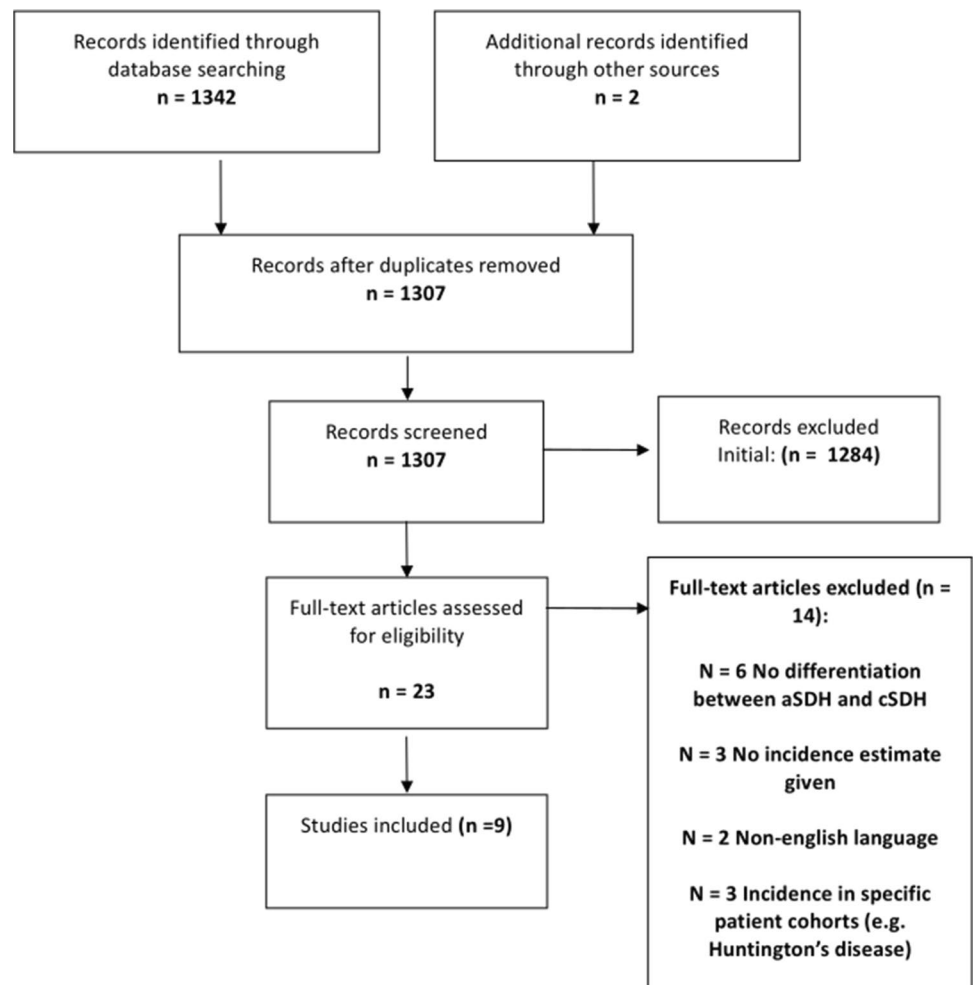 Records identified through
database searching
n = 1342
Additional records identified
through other sources
n = 2
Records after duplicates removed
n = 1307
Records screened
n = 1307
Records excluded
Initial: (n = 1284)
Full-text articles assessed
for eligibility
n = 23
Full-text articles excluded (n =
14):
N = 6 No differentiation
between aSDH and cSDH
N = 3 No incidence estimate
given
N = 2 Non-english language
N = 3 Incidence in specific
patient cohorts (e.g.
Huntington's disease)
Studies included (n =9)